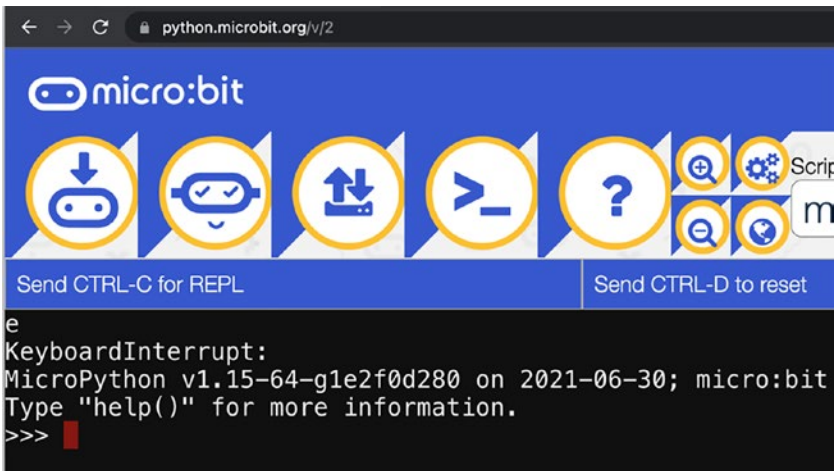 python.microbit.org/v/2
micro:bit
>_
?
Scrip
m
Send CTRL-C for REPL
Send CTRL-D to reset
e
KeyboardInterrupt:
MicroPython v1.15-64-g1e2f0d280 on 2021-06-30; micro:bit
Type "help()" for more information.
>>>